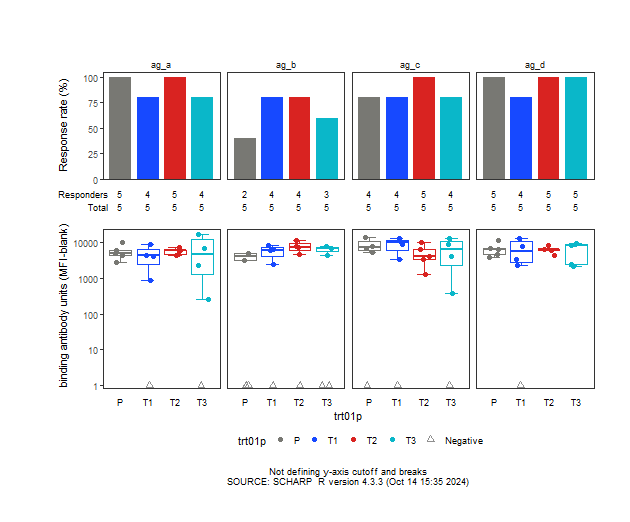 ag_a ag_b ag_c ag_d
Response rate (%)
100
75
50
25
0
Responders 5 4 5 4 2 4 4 3 4 4 5 4 5 4 5 5
Total 5 5 5 5 5 5 5 5 5 5 5 5 5 5 5 5
binding antibody units (MFI-blank)
10000
1000
100
10
1
P T1 T2 T3 P T1 T2 T3 P T1 T2 T3 P T1 T2 T3
trt01p
trt01p P T1 T2 T3 Negative
Not defining y-axis cutoff and breaks
SOURCE: SCHARP R version 4.3.3 (Oct 14 15:35 2024)